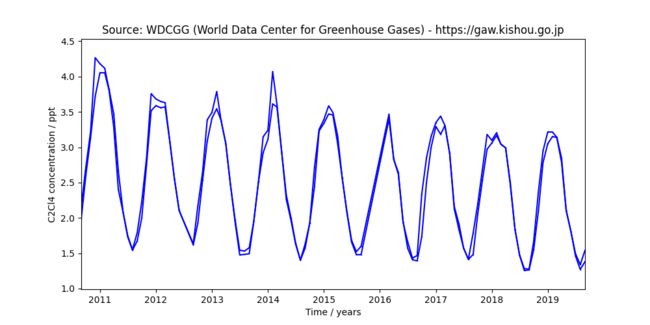 Source: WDCGG (World Data Center for Greenhouse Gases) - https://gaw.kishou.go.jp
4.5
4.0
3.5
3.0
2.5
2.0
1.5
1.0
C2Cl4 concentration / ppt
2011 2012 2013 2014 2015 2016 2017 2018 2019
Time / years